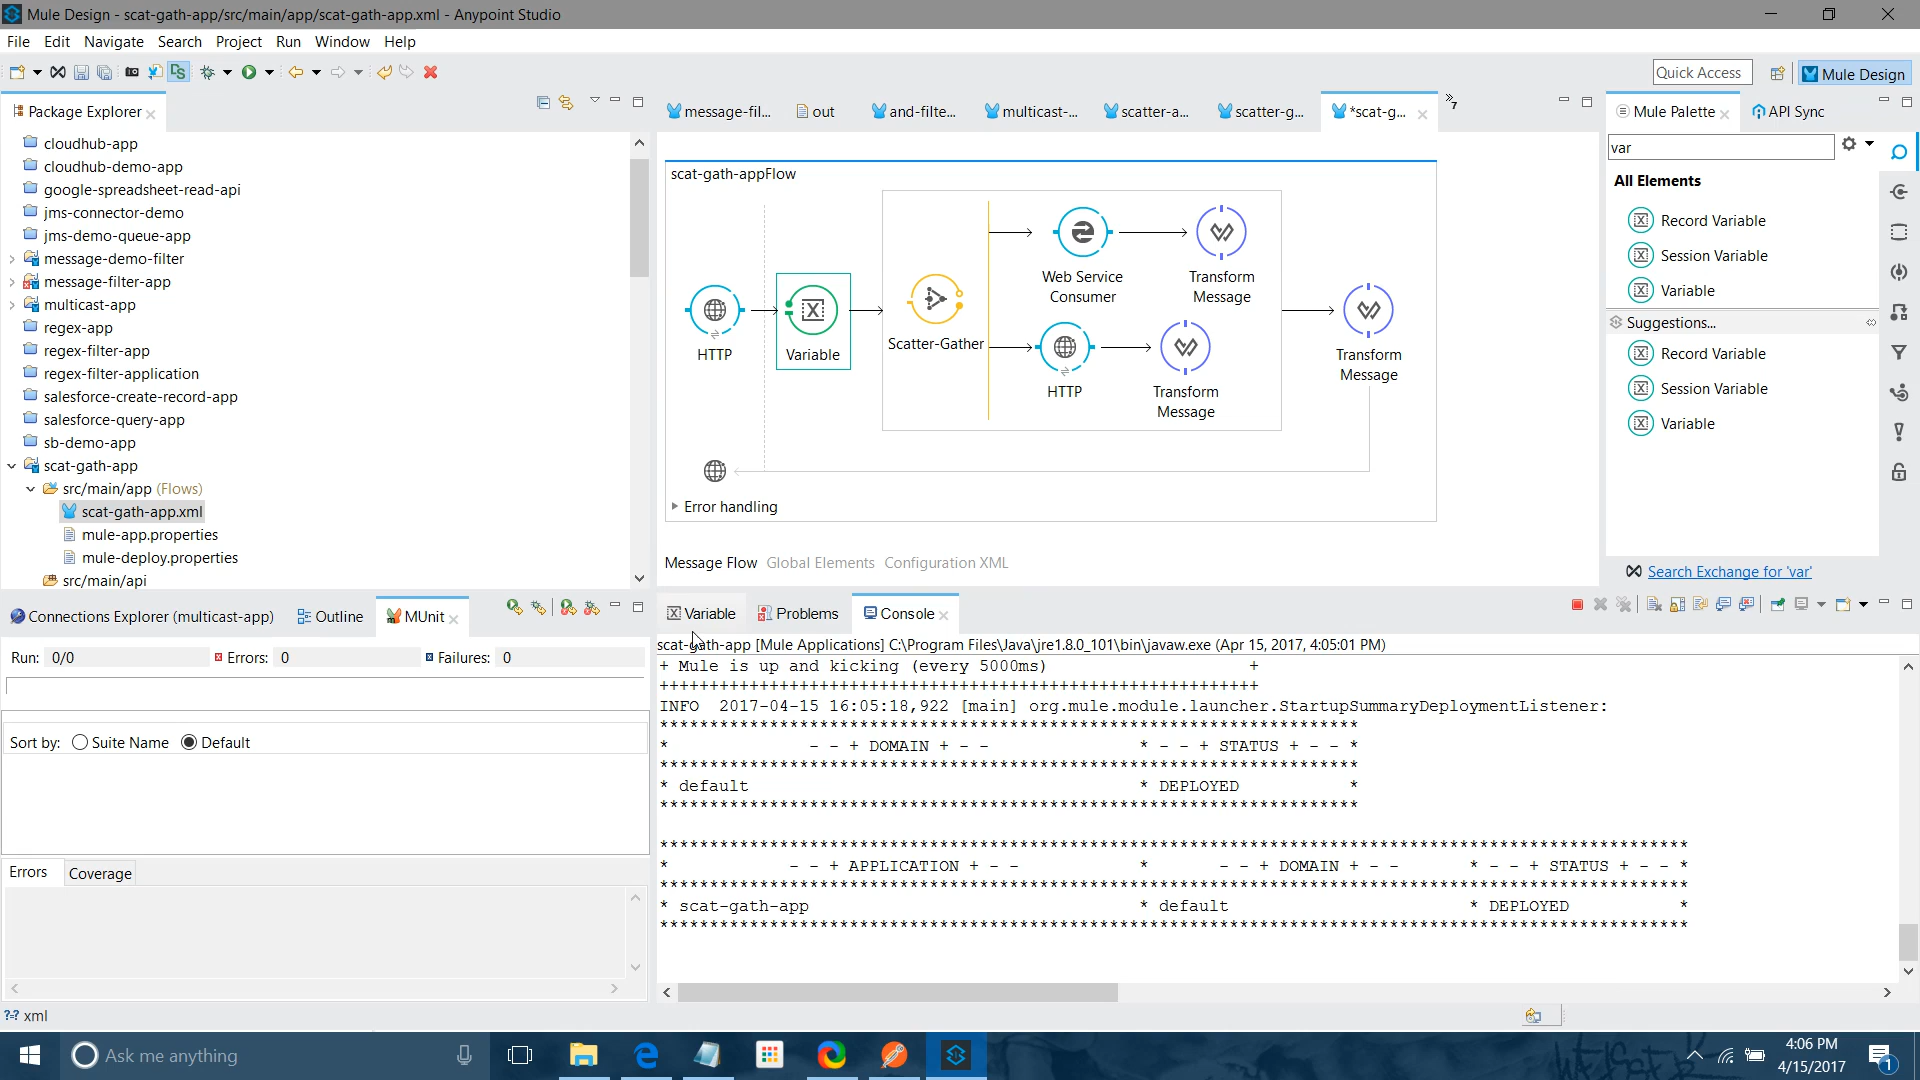 Mule Design - scat-gath-app/src/main/app/scat-gath-app.xml - Anypoint Studio
File Edit Navigate Search Project Run Window Help
Quick Access
Mule Design
Package Explorer
cloudhub-app
cloudhub-demo-app
google-spreadsheet-read-api
jms-connector-demo
jms-demo-queue-app
message-demo-filter
message-filter-app
multicast-app
regex-app
regex-filter-app
regex-filter-application
salesforce-create-record-app
salesforce-query-app
sb-demo-app
scat-gath-app
src/main/app (Flows)
scat-gath-app.xml
mule-app.properties
mule-deploy.properties
src/main/api
message-fil... out and-filte... multicast-... scatter-a... scatter-g... *scat-g... »7
scat-gath-appFlow
HTTP
Variable
Scatter-Gather
Web Service Consumer
Transform Message
HTTP
Transform Message
Transform Message
Error handling
Message Flow Global Elements Configuration XML
Mule Palette API Sync
var
All Elements
Record Variable
Session Variable
Variable
Suggestions...
Record Variable
Session Variable
Variable
Search Exchange for 'var'
Connections Explorer (multicast-app) Outline MUnit
Run: 0/0 Errors: 0 Failures: 0
Sort by: Suite Name Default
Errors Coverage
Variable Problems Console
scat-gath-app [Mule Applications] C:\Program Files\Java\jre1.8.0_101\bin\javaw.exe (Apr 15, 2017, 4:05:01 PM)
+ Mule is up and kicking (every 5000ms) +
++++++++++++++++++++++++++++++++++++++++++++++++++++++++++++
INFO 2017-04-15 16:05:18,922 [main] org.mule.module.launcher.StartupSummaryDeploymentListener:
**********************************************************************
* - - + DOMAIN + - - * - - + STATUS + - - *
**********************************************************************
* default * DEPLOYED *
**********************************************************************
*******************************************************************************************************
* - - + APPLICATION + - - * - - + DOMAIN + - - * - - + STATUS + - - *
*******************************************************************************************************
* scat-gath-app * default * DEPLOYED *
*******************************************************************************************************
xml
Ask me anything
4:06 PM
4/15/2017
1